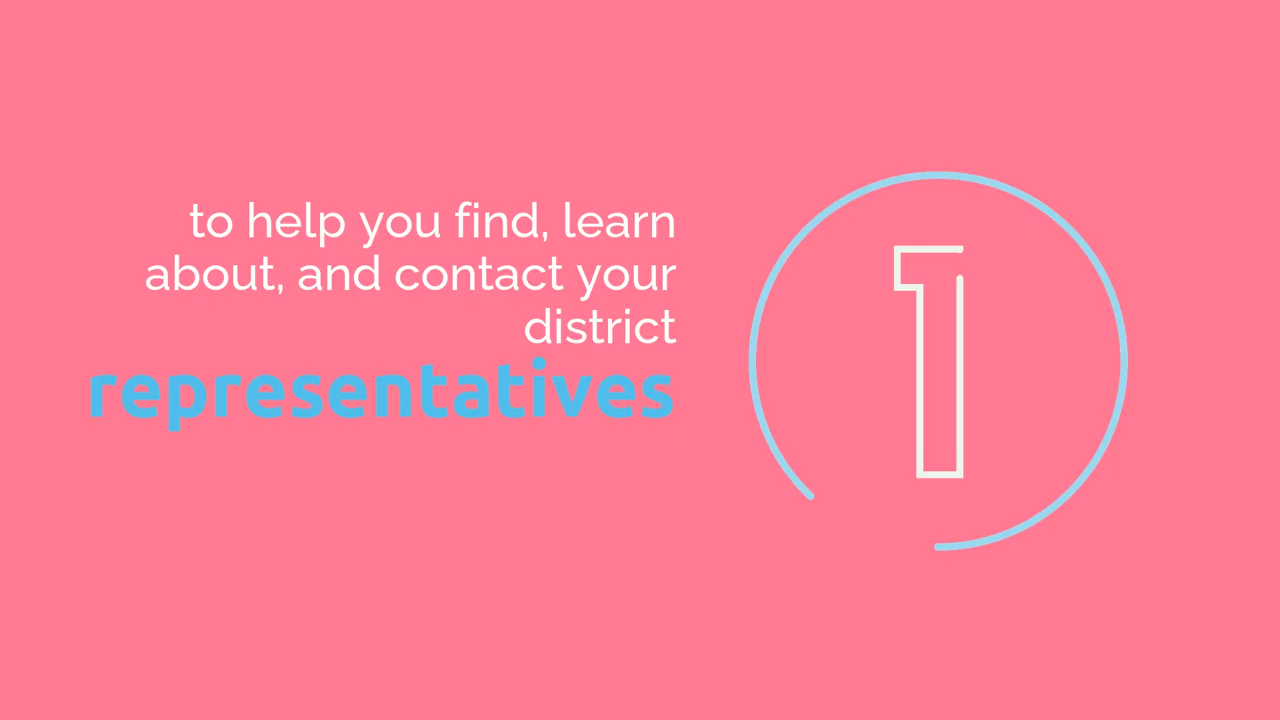 to help you find, learn
about, and contact your
district
representatives
1